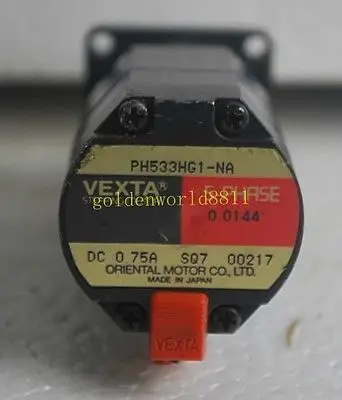 PH533HG1-NA
VEXTA
5-PHASE
goldenworld8811
0.0144°
DC 0.75A SQ7 00217
ORIENTAL MOTOR CO., LTD.
MADE IN JAPAN
VEXTA